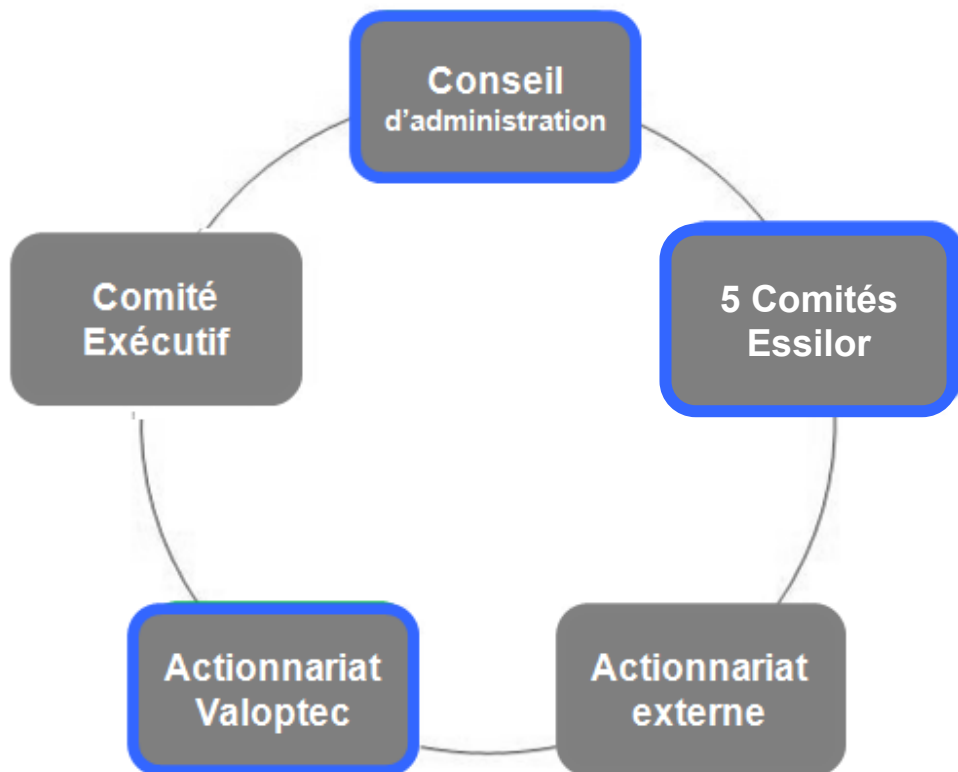 Conseil
d'administration
Comité
Exécutif
5 Comités
Essilor
Actionnariat
Valoptec
Actionnariat
externe